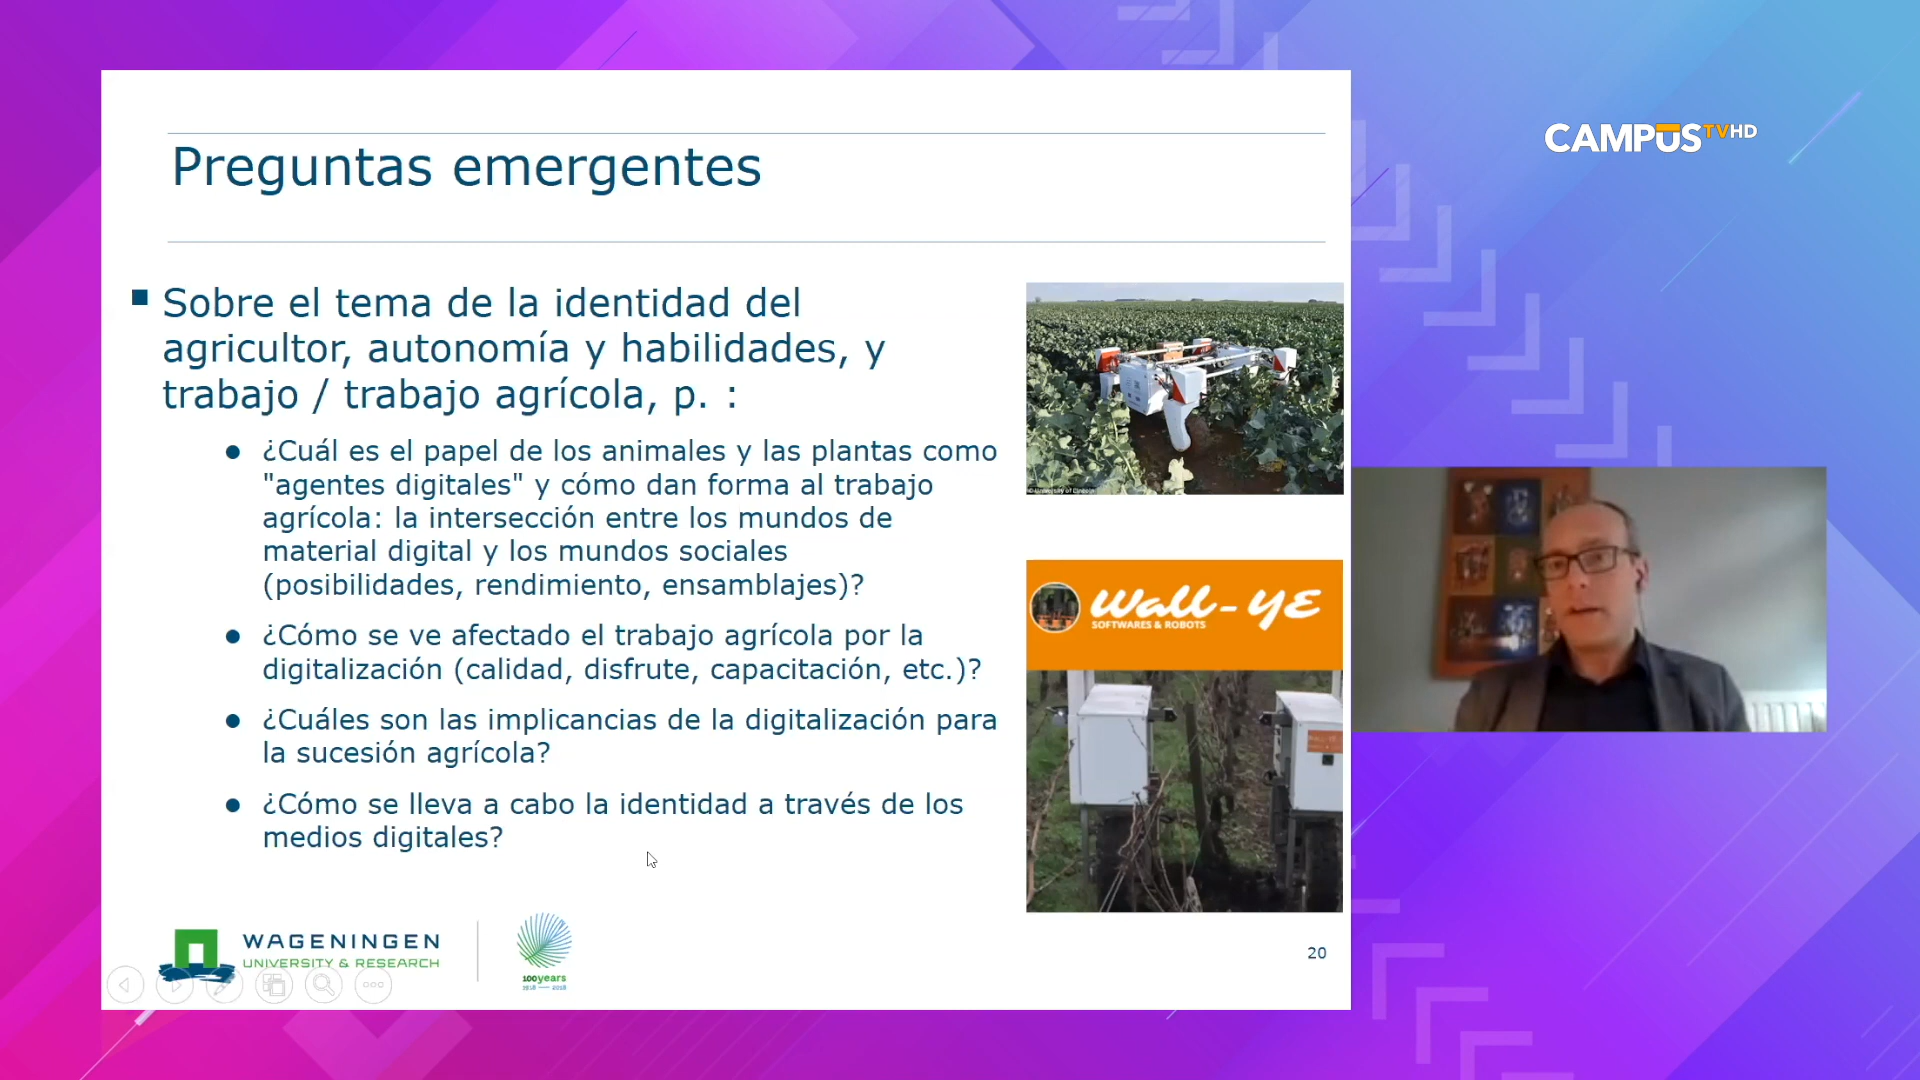 CAMPUSTVHD
Preguntas emergentes
Sobre el tema de la identidad del
agricultor, autonomía y habilidades, y
trabajo / trabajo agrícola, p. :
¿Cuál es el papel de los animales y las plantas como
"agentes digitales" y cómo dan forma al trabajo
agrícola: la intersección entre los mundos de
material digital y los mundos sociales
(posibilidades, rendimiento, ensamblajes)?
¿Cómo se ve afectado el trabajo agrícola por la
digitalización (calidad, disfrute, capacitación, etc.)?
¿Cuáles son las implicancias de la digitalización para
la sucesión agrícola?
¿Cómo se lleva a cabo la identidad a través de los
medios digitales?
Wall-YE
SOFTWARES & ROBOTS
WAGENINGEN
UNIVERSITY & RESEARCH
100years
1918 — 2018
20